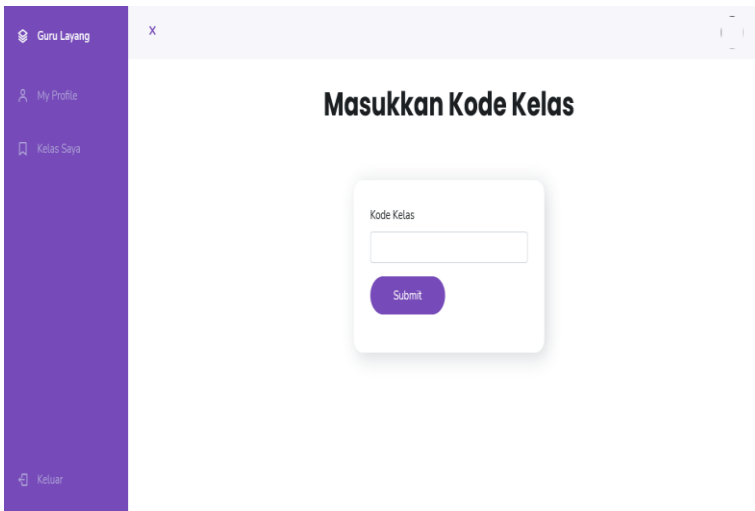 Guru Layang
X
My Profile
Kelas Saya
Keluar
Masukkan Kode Kelas
Kode Kelas
Submit